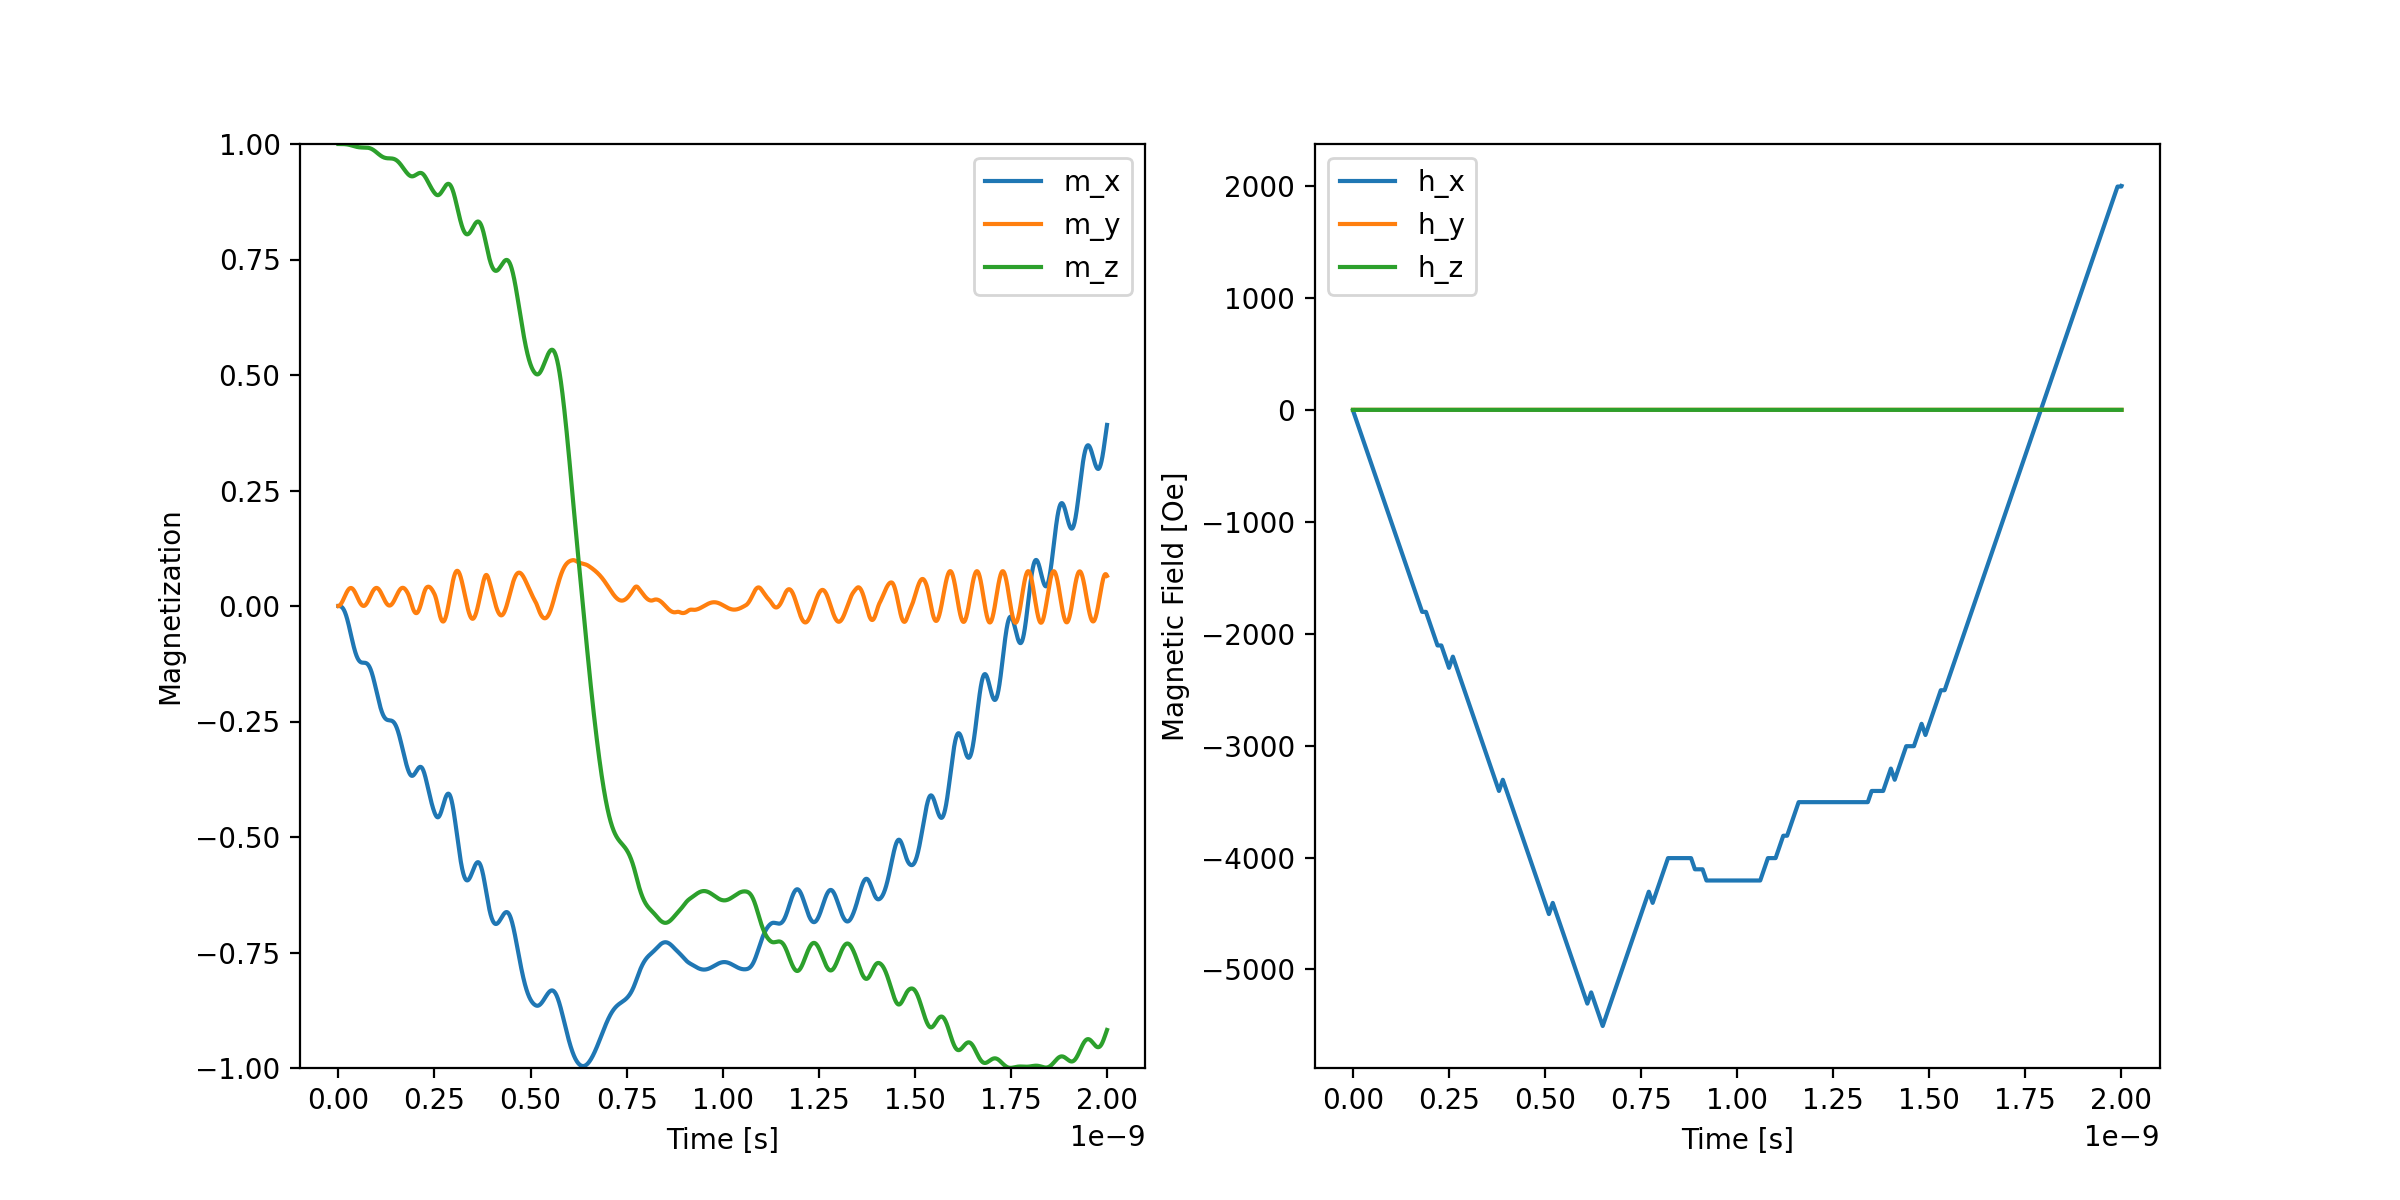 1.00
0.75
0.50
0.25
0.00
−0.25
−0.50
−0.75
−1.00
Magnetization
m_x
m_y
m_z
0.00 0.25 0.50 0.75 1.00 1.25 1.50 1.75 2.00
Time [s]
1e−9
2000
1000
0
−1000
−2000
−3000
−4000
−5000
Magnetic Field [Oe]
h_x
h_y
h_z
0.00 0.25 0.50 0.75 1.00 1.25 1.50 1.75 2.00
Time [s]
1e−9